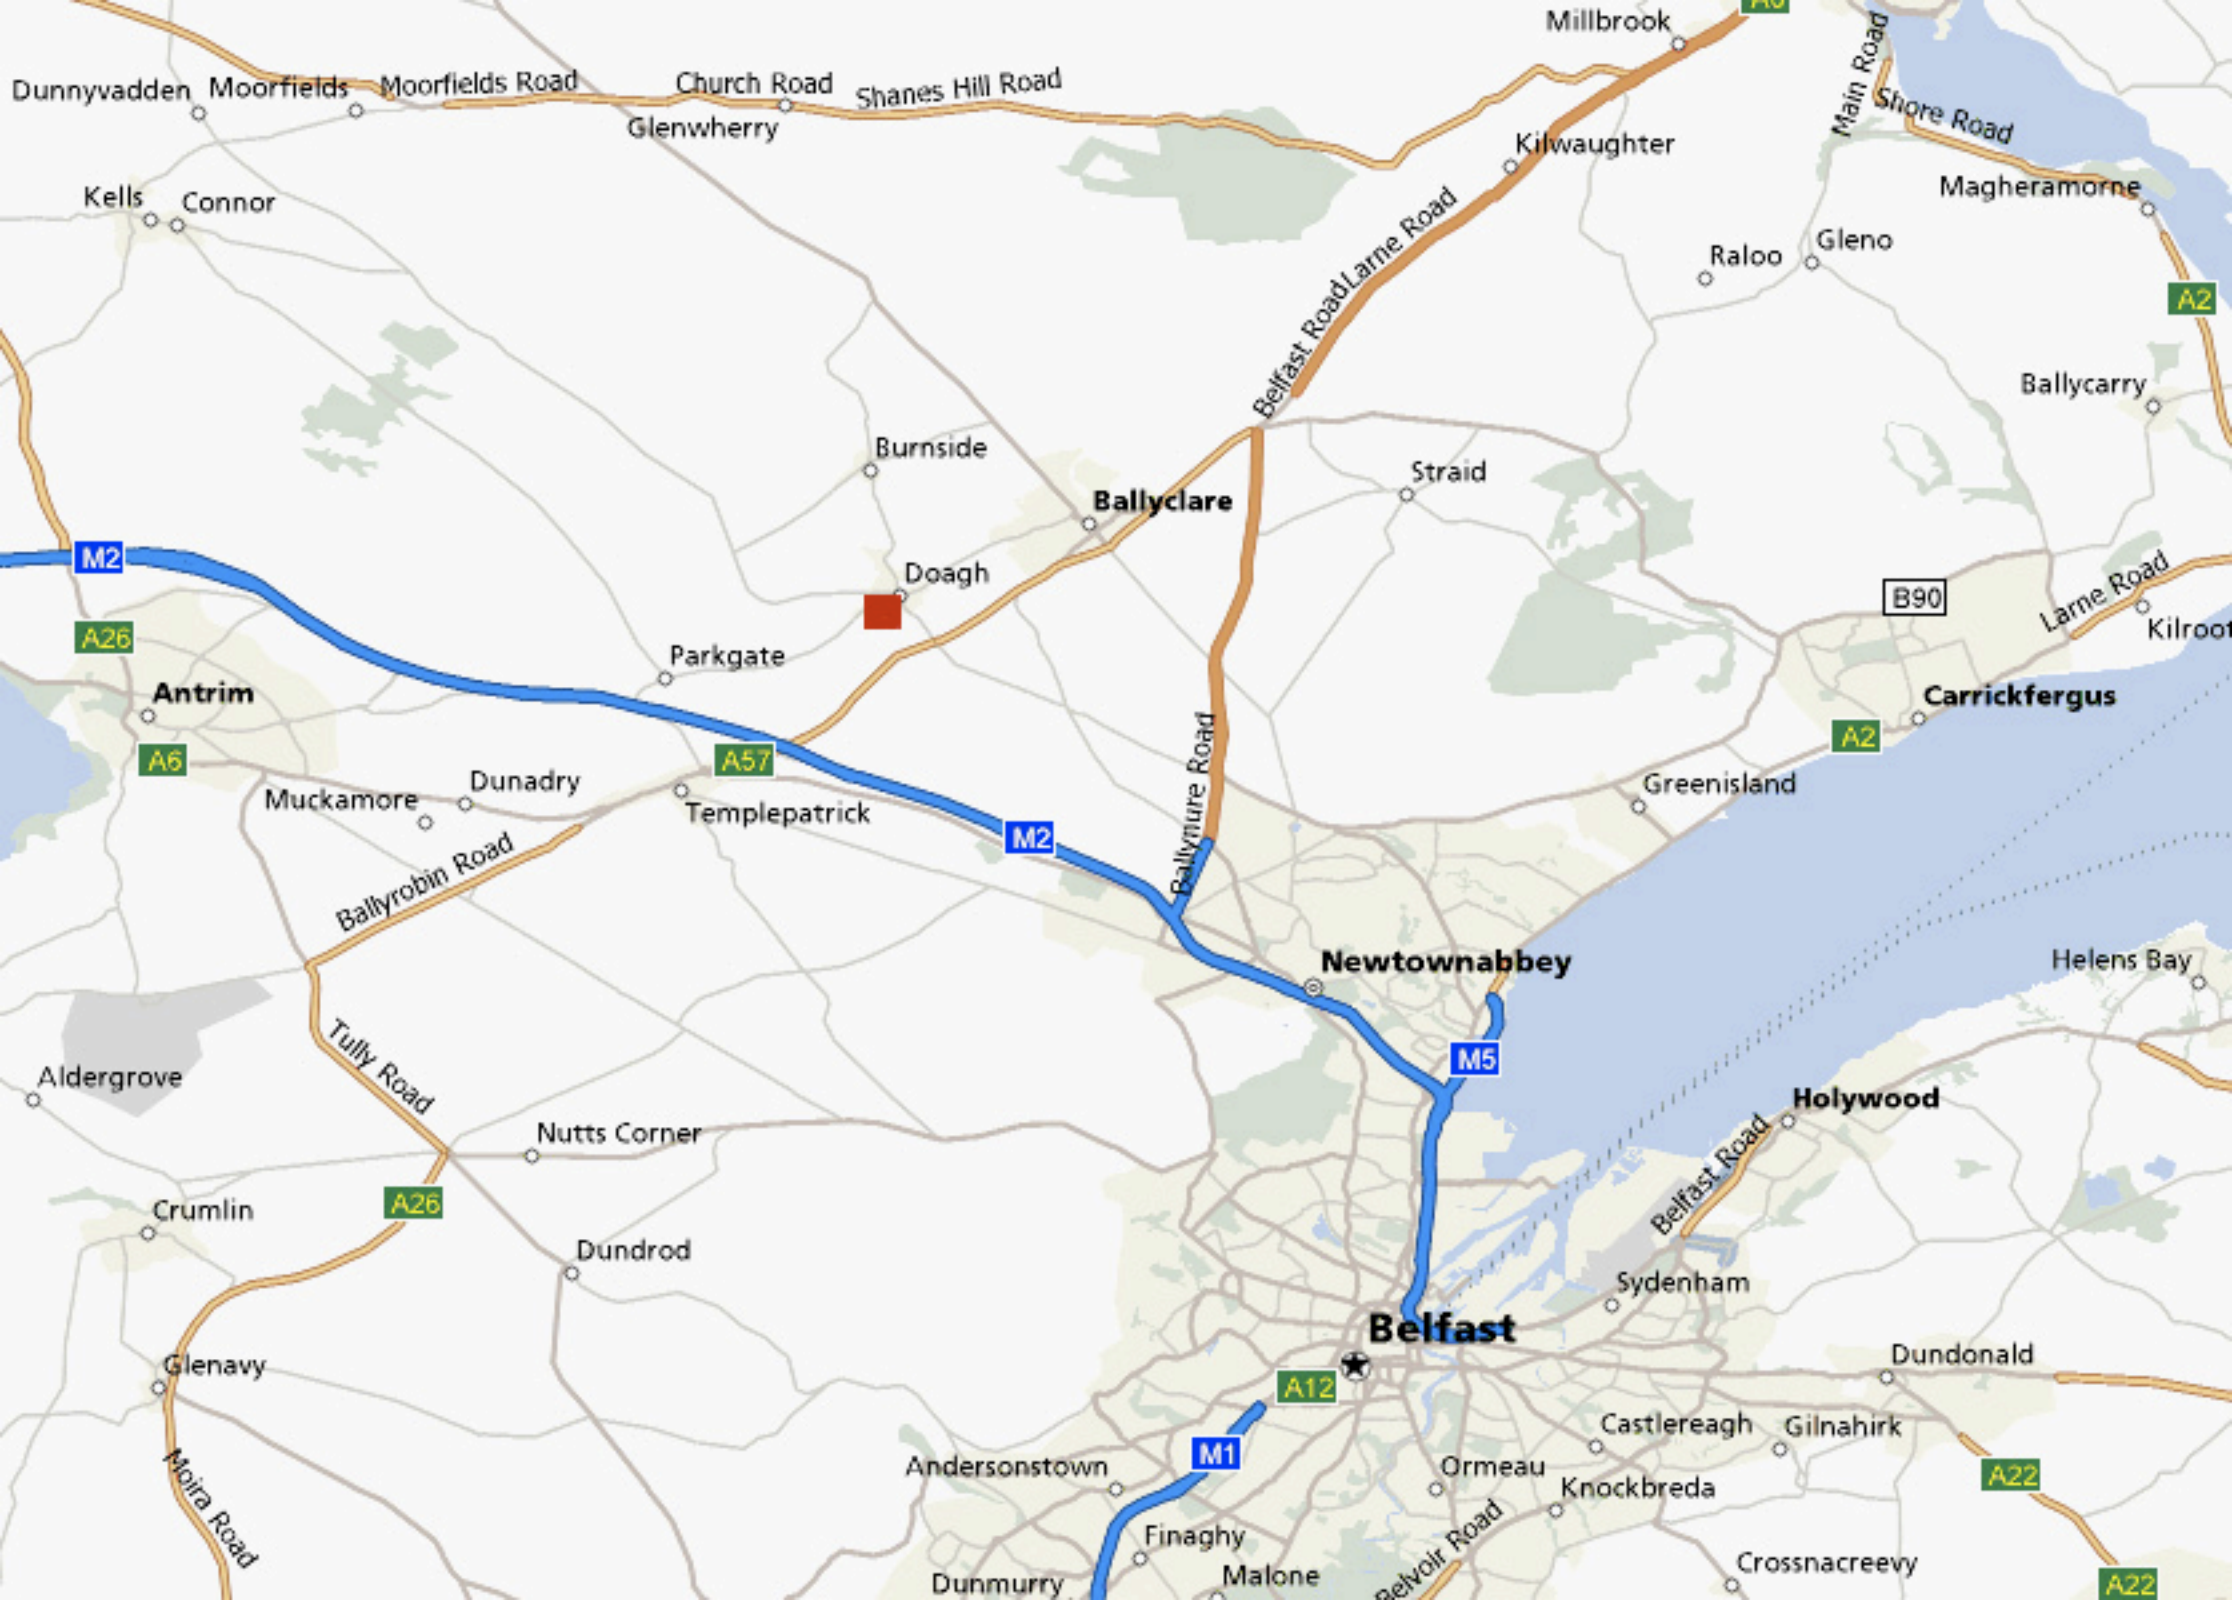 A6
Millbrook
Main Road
Dunnyvadden
Moorfields
Moorfields Road
Church Road
Shanes Hill Road
Shore Road
Glenwherry
Kilwaughter
Magheramorne
Kells
Connor
Larne Road
Gleno
Raloo
A2
Belfast Road
Ballycarry
Burnside
Straid
Ballyclare
M2
Doagh
Larne Road
B90
A26
Kilroot
Parkgate
Antrim
Carrickfergus
A2
A6
A57
Dunadry
Greenisland
Muckamore
Templepatrick
Ballynure Road
M2
Ballyrobin Road
Newtownabbey
Helens Bay
Tully Road
M5
Aldergrove
Holywood
Nutts Corner
Belfast Road
A26
Crumlin
Dundrod
Sydenham
Belfast
Glenavy
Dundonald
A12
Castlereagh
Gilnahirk
M1
Andersonstown
Ormeau
A22
Knockbreda
Moira Road
Finaghy
Belvoir Road
Crossnacreevy
Dunmurry
Malone
A22